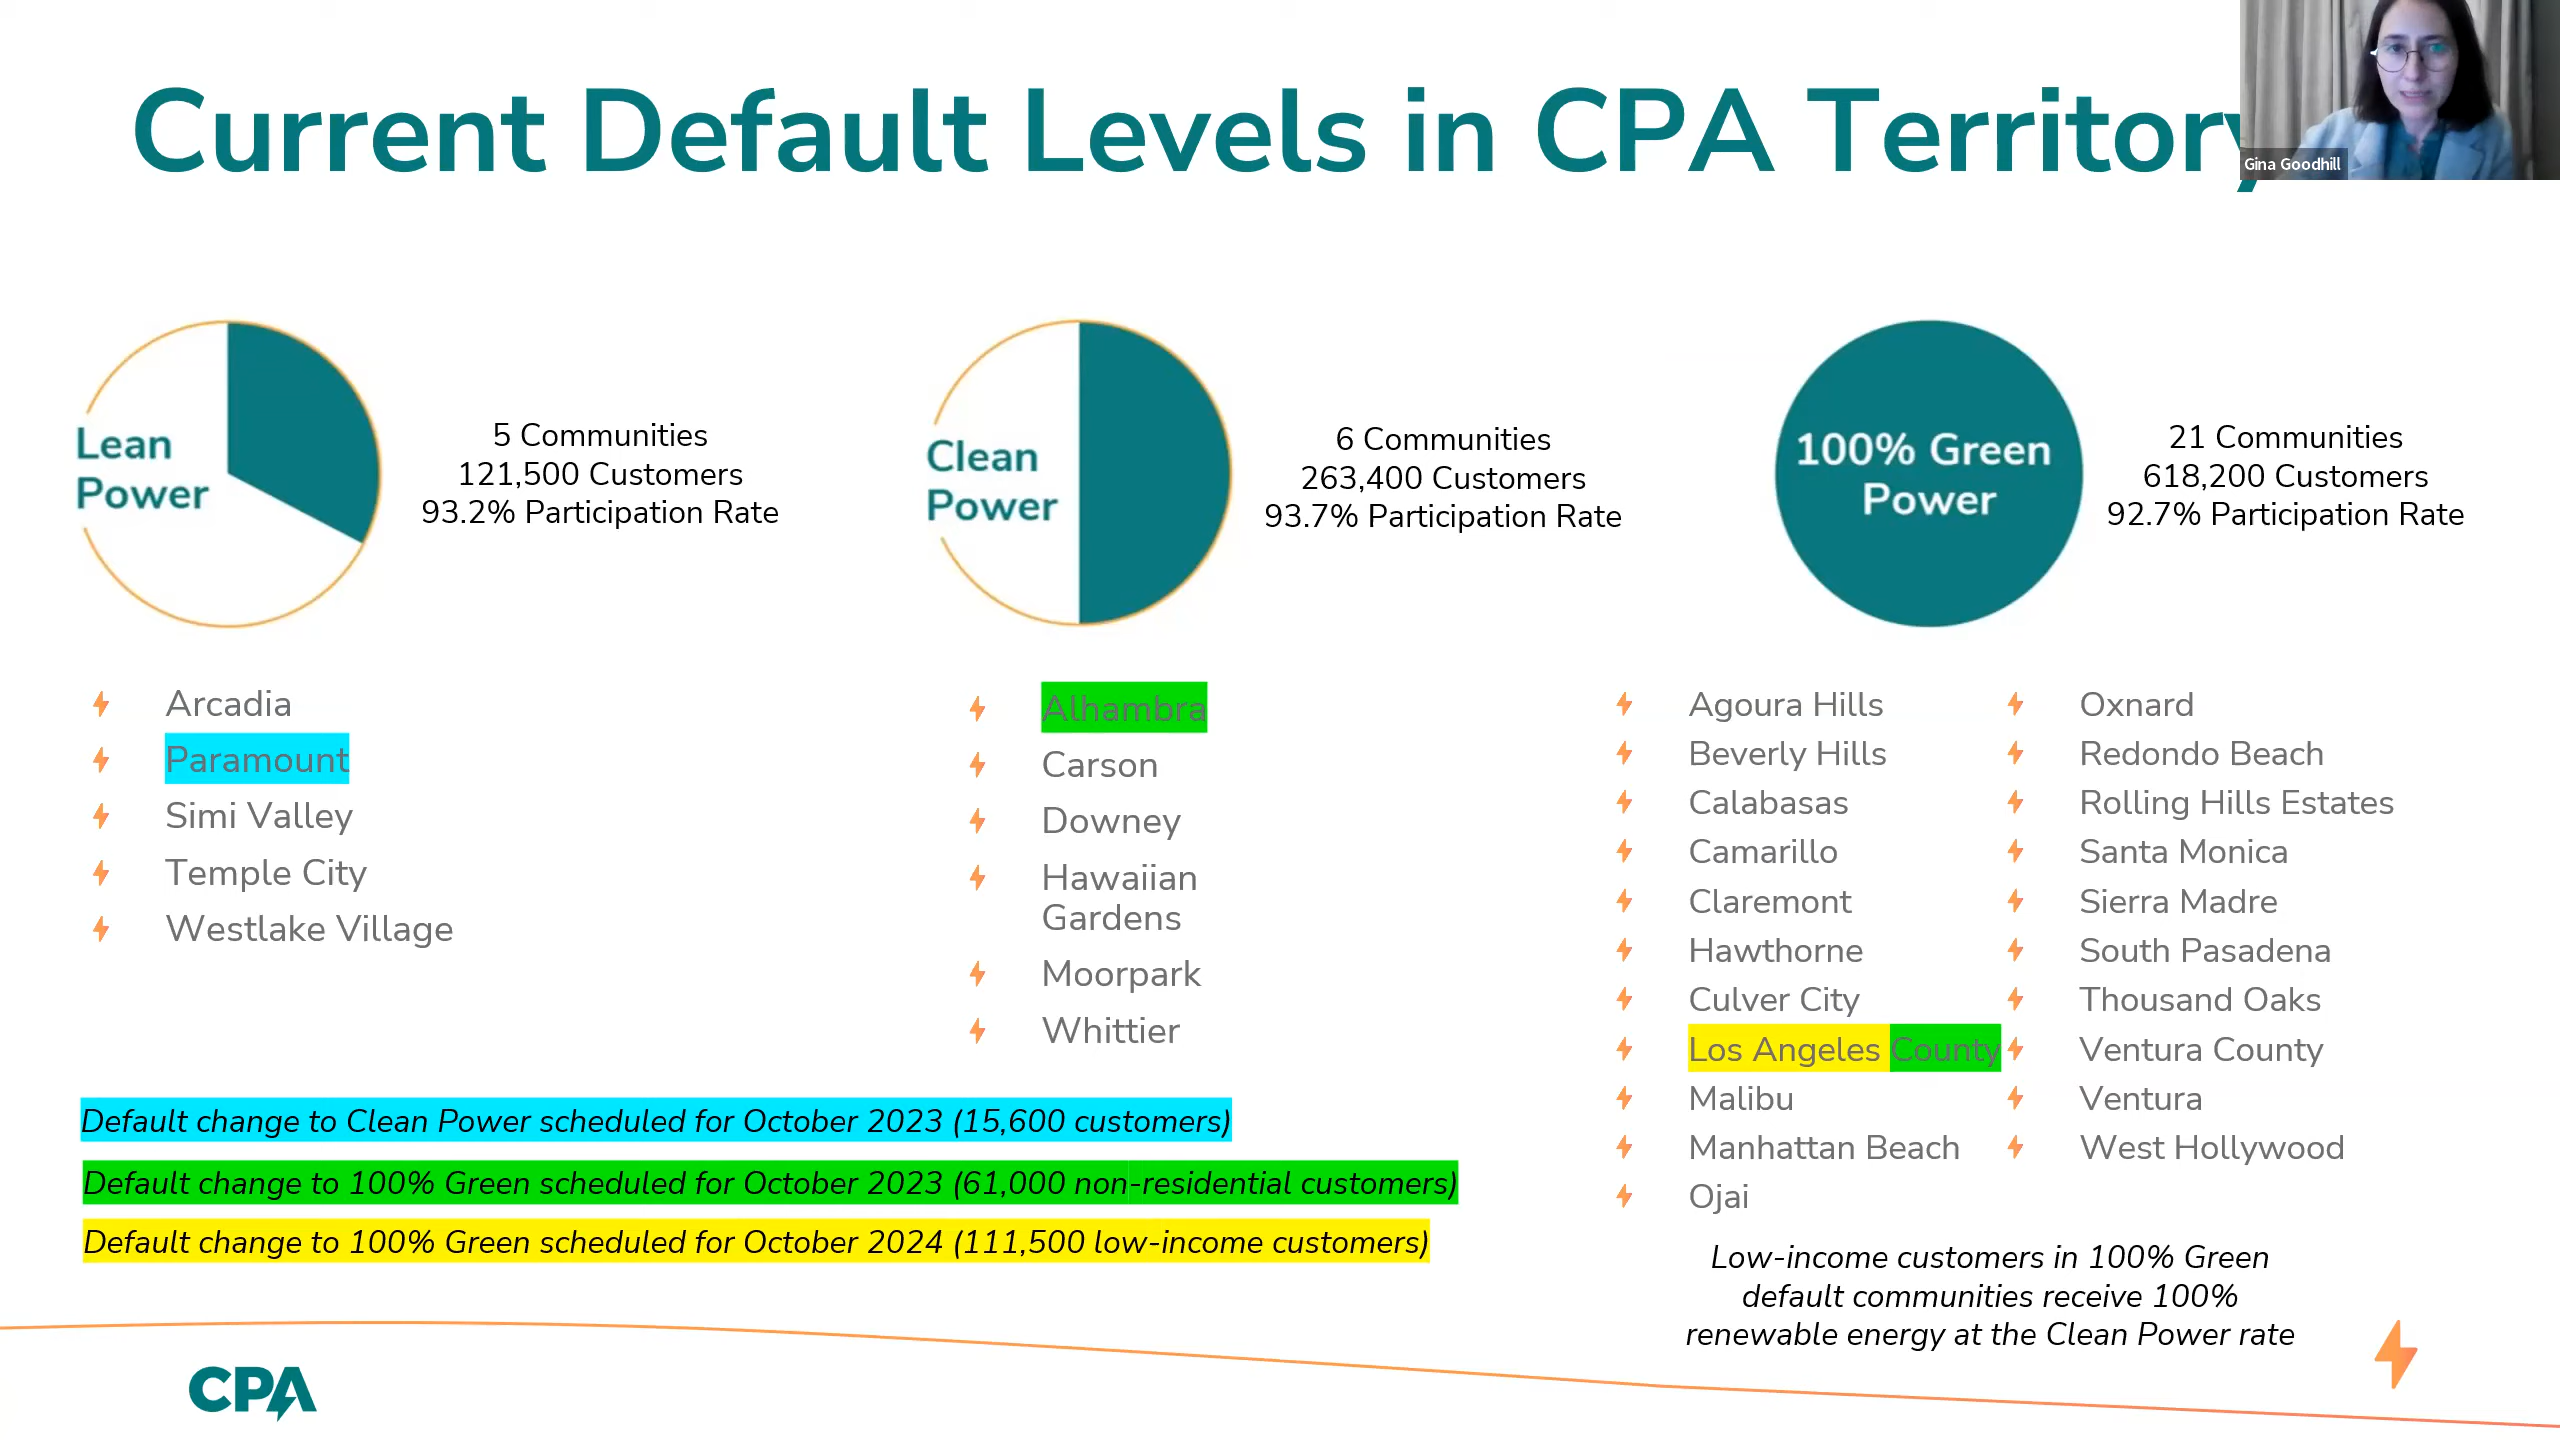 Current Default Levels in CPA Territory
Gina Goodhill
Lean
Power
5 Communities
121,500 Customers
93.2% Participation Rate
Clean
Power
6 Communities
263,400 Customers
93.7% Participation Rate
100% Green
Power
21 Communities
618,200 Customers
92.7% Participation Rate
Arcadia
Paramount
Simi Valley
Temple City
Westlake Village
Alhambra
Carson
Downey
Hawaiian
Gardens
Moorpark
Whittier
Agoura Hills
Beverly Hills
Calabasas
Camarillo
Claremont
Hawthorne
Culver City
Los Angeles County
Malibu
Manhattan Beach
Ojai
Oxnard
Redondo Beach
Rolling Hills Estates
Santa Monica
Sierra Madre
South Pasadena
Thousand Oaks
Ventura County
Ventura
West Hollywood
Default change to Clean Power scheduled for October 2023 (15,600 customers)
Default change to 100% Green scheduled for October 2023 (61,000 non-residential customers)
Default change to 100% Green scheduled for October 2024 (111,500 low-income customers)
Low-income customers in 100% Green
default communities receive 100%
renewable energy at the Clean Power rate
CPA